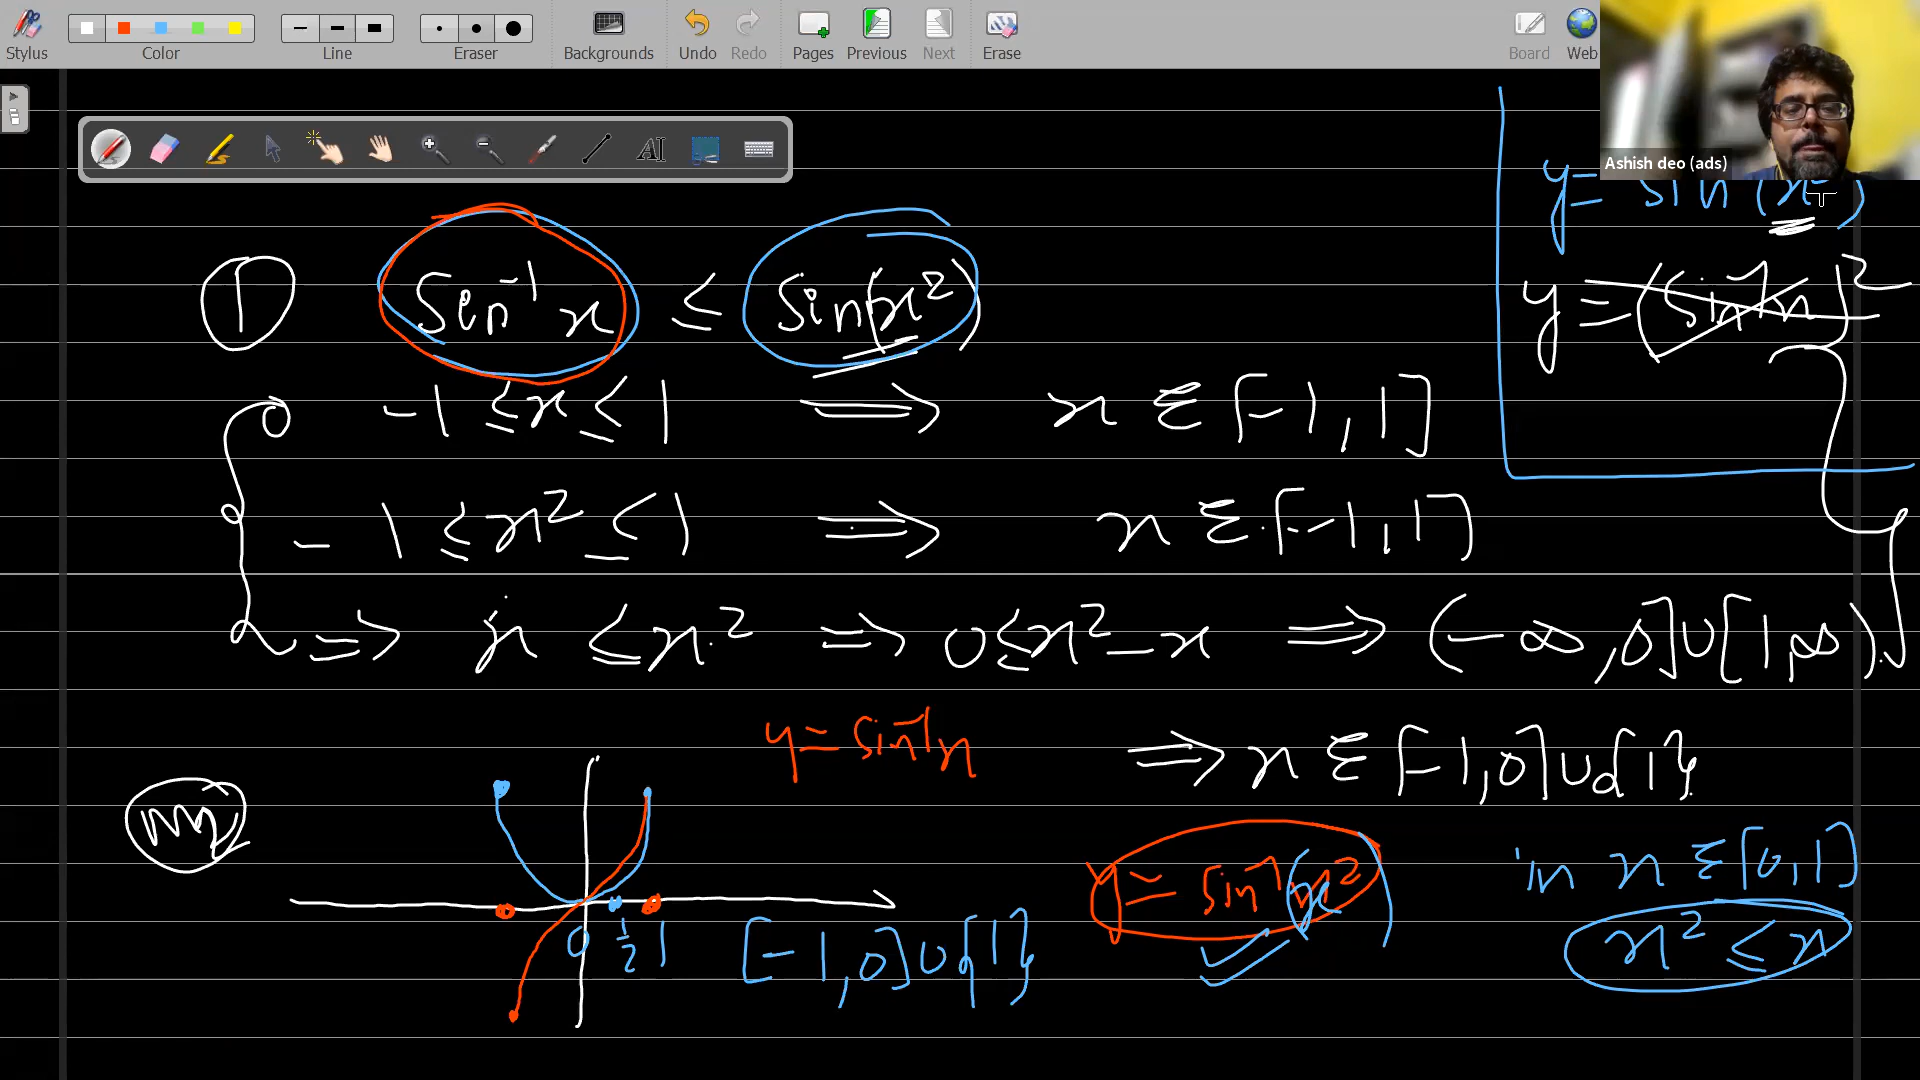 Stylus Color Line Eraser Backgrounds Undo Redo Pages Previous Next Erase Board Web
Ashish deo (ads)
y = sin (x²)
① Sin⁻¹ x ≤ Sin(x²)
y = (sin⁻¹x)²
-1 ≤ x ≤ 1 ⟹ x ∈ [-1, 1]
-1 ≤ x² ≤ 1 ⟹ x ∈ [-1, 1]
⟹ x ≤ x² ⟹ 0 ≤ x² - x ⟹ (-∞, 0] ∪ [1, ∞)
y = sin⁻¹x
⟹ x ∈ [-1, 0] ∪ {1}
M2
y = sin⁻¹x²
in x ∈ [0, 1]
x² ≤ x
0 1/2 1
[-1, 0] ∪ {1}